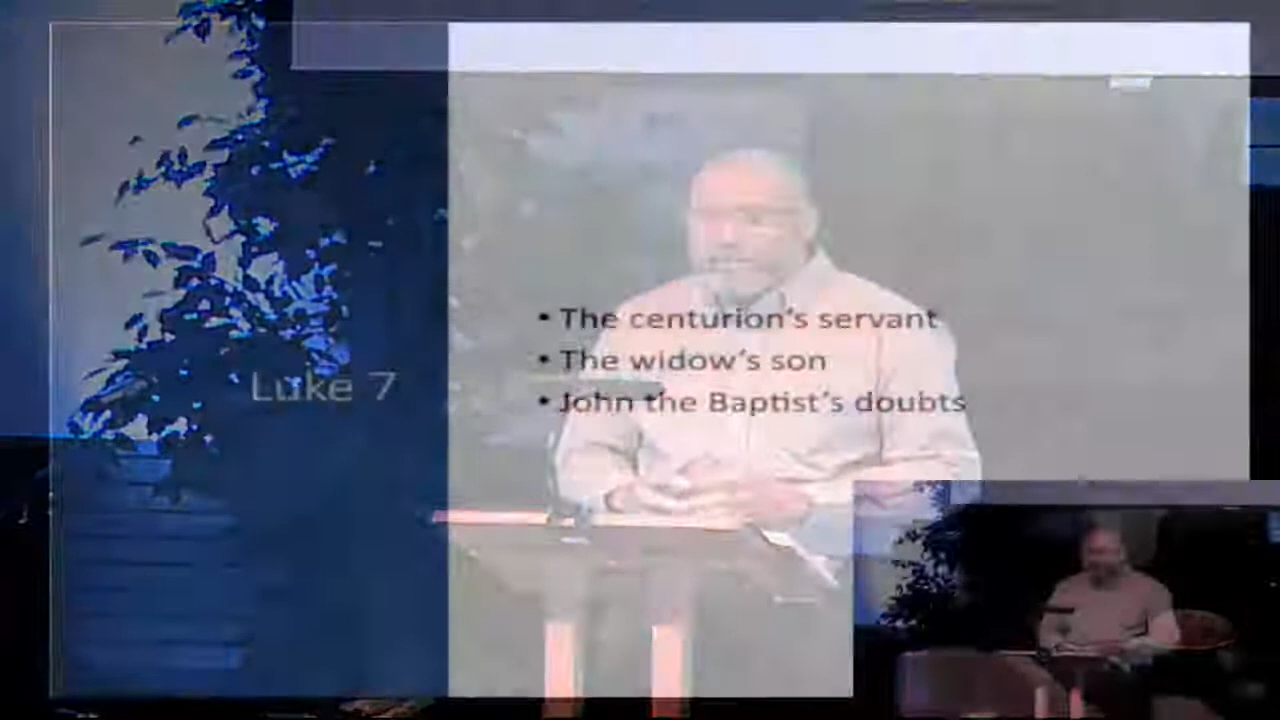 Luke 7
• The centurion's servant
• The widow's son
• John the Baptist's doubts